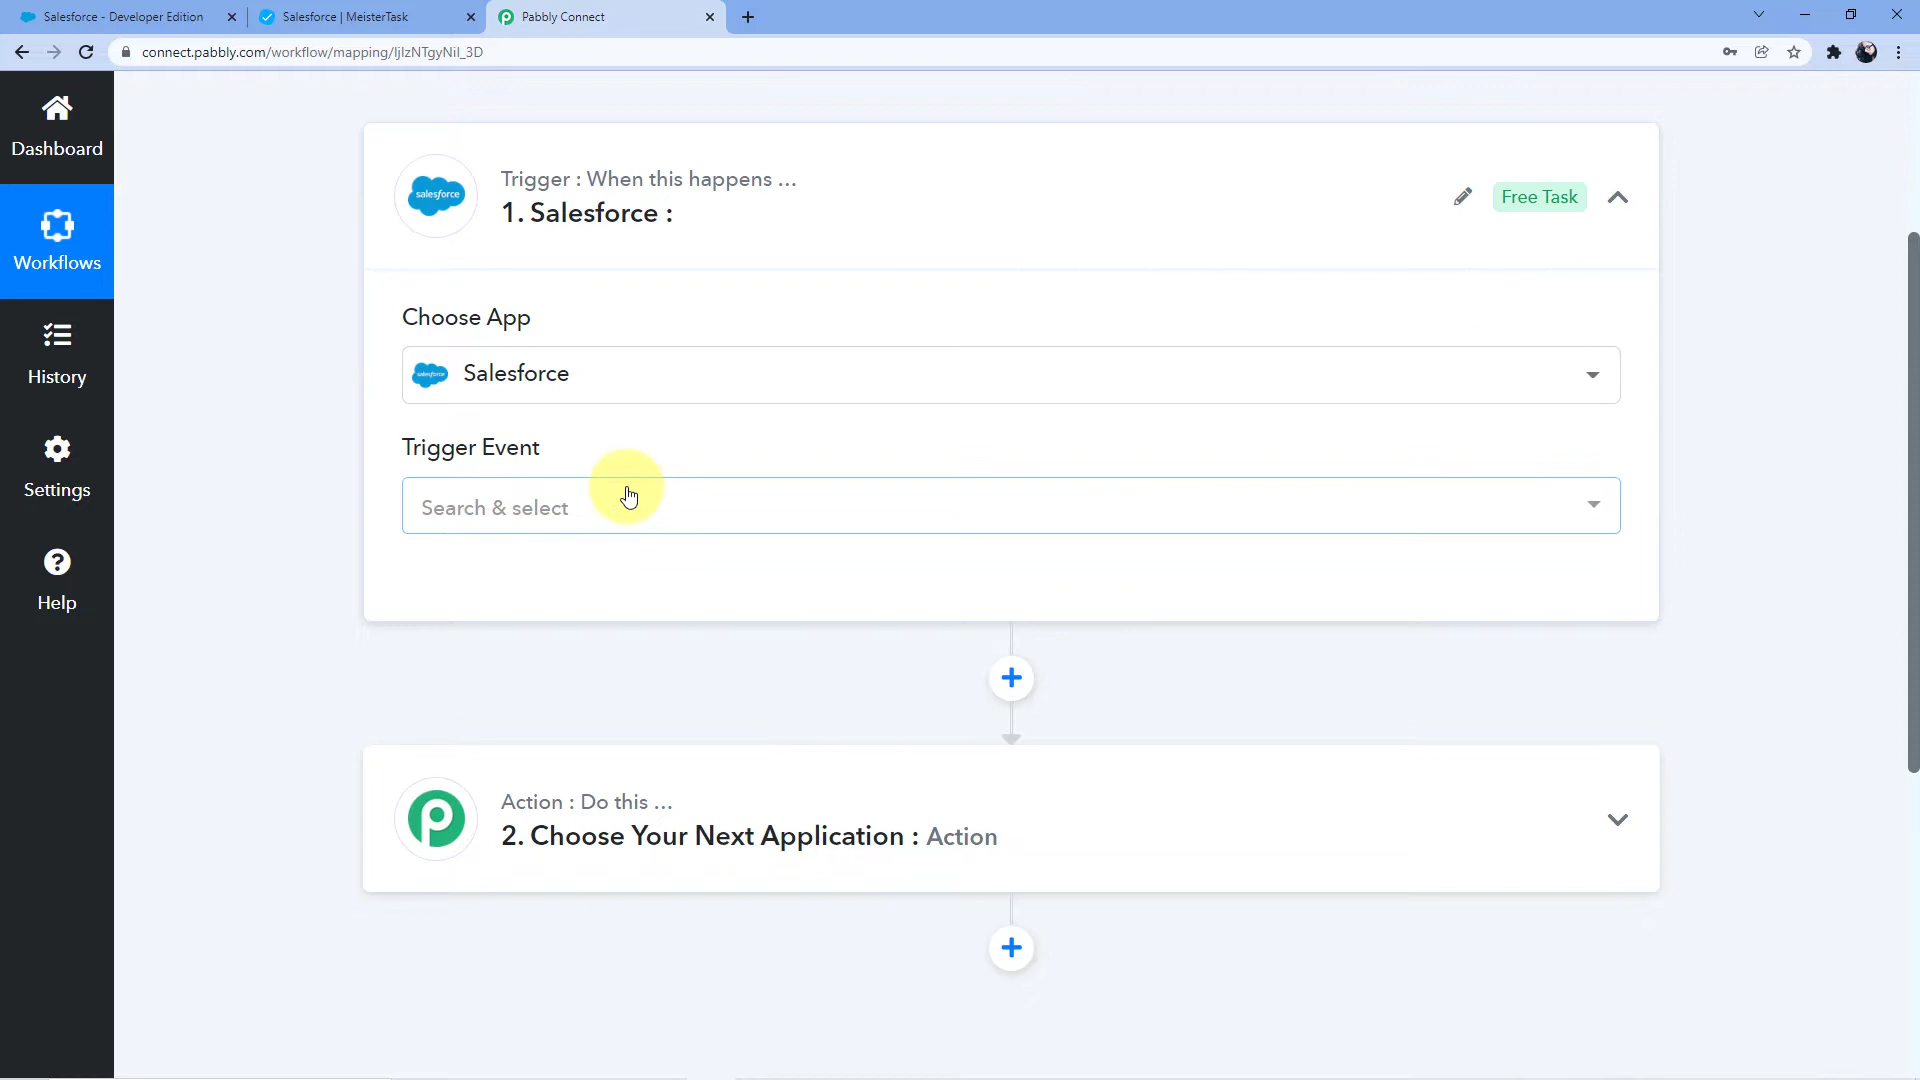 Salesforce - Developer Edition
Salesforce | MeisterTask
Pabbly Connect
connect.pabbly.com/workflow/mapping/IjIzNTgyNiI_3D
Dashboard
Workflows
History
Settings
Help
salesforce
Trigger : When this happens ...
1. Salesforce :
Free Task
Choose App
Salesforce
Trigger Event
Search & select
Action : Do this ...
2. Choose Your Next Application : Action